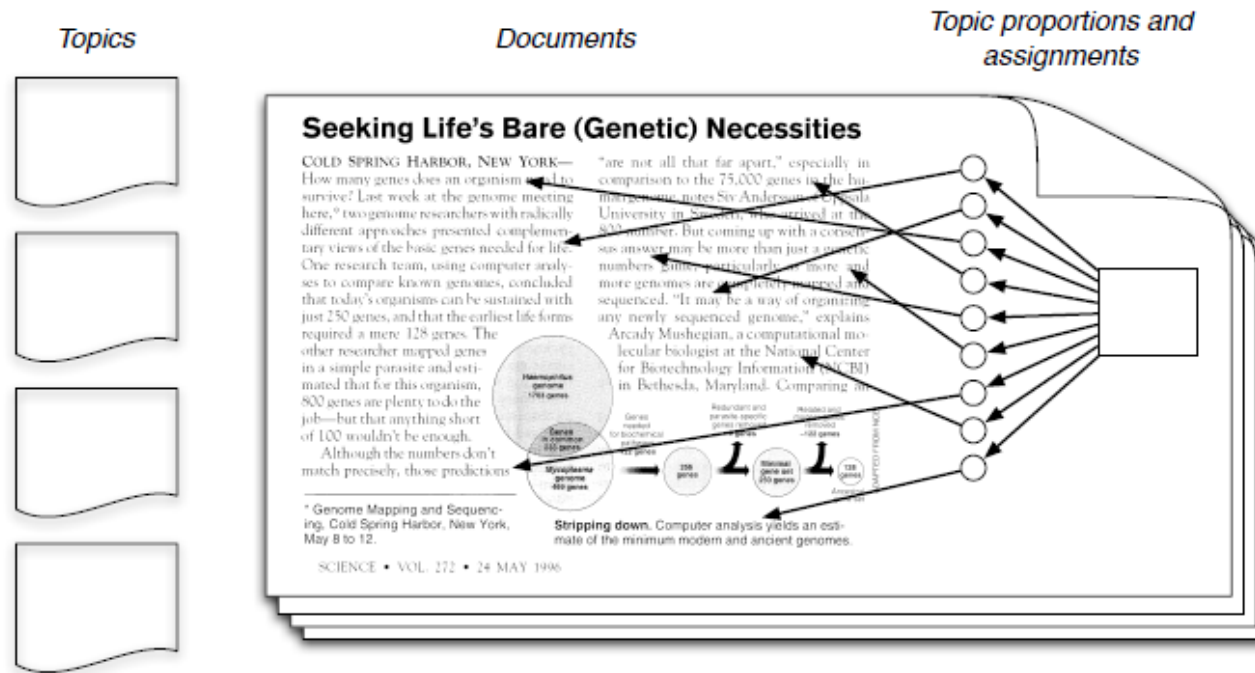 Topics
Documents
Topic proportions and
assignments
Seeking Life's Bare (Genetic) Necessities
COLD SPRING HARBOR, NEW YORK—
How many genes does an organism need to
survive? Last week at the genome meeting
here,* two genome researchers with radically
different approaches presented complemen-
tary views of the basic genes needed for life.
One research team, using computer analy-
ses to compare known genomes, concluded
that today's organisms can be sustained with
just 250 genes, and that the earliest life forms
required a mere 128 genes. The
other researcher mapped genes
in a simple parasite and esti-
mated that for this organism,
800 genes are plenty to do the
job—but that anything short
of 100 wouldn't be enough.
Although the numbers don't
match precisely, those predictions
* Genome Mapping and Sequenc-
ing, Cold Spring Harbor, New York,
May 8 to 12.
"are not all that far apart," especially in
comparison to the 75,000 genes in the hu-
man genome, notes Siv Andersson of Uppsala
University in Sweden, who arrived at the
800 number. But coming up with a consen-
sus answer may be more than just a genetic
numbers game, particularly as more and
more genomes are completely mapped and
sequenced. "It may be a way of organizing
any newly sequenced genome," explains
Arcady Mushegian, a computational mo-
lecular biologist at the National Center
for Biotechnology Information (NCBI)
in Bethesda, Maryland. Comparing an
Haemophilus
genome
1703 genes
Genes
in common
233 genes
Mycoplasma
genome
469 genes
Genes
needed
for biochemical
pathways
256
genes
Redundant and
parasite-specific
genes removed
Minimal
gene set
250 genes
Related and
removed
–122 genes
128
genes
ADAPTED FROM NCBI
Stripping down. Computer analysis yields an esti-
mate of the minimum modern and ancient genomes.
SCIENCE • VOL. 272 • 24 MAY 1996